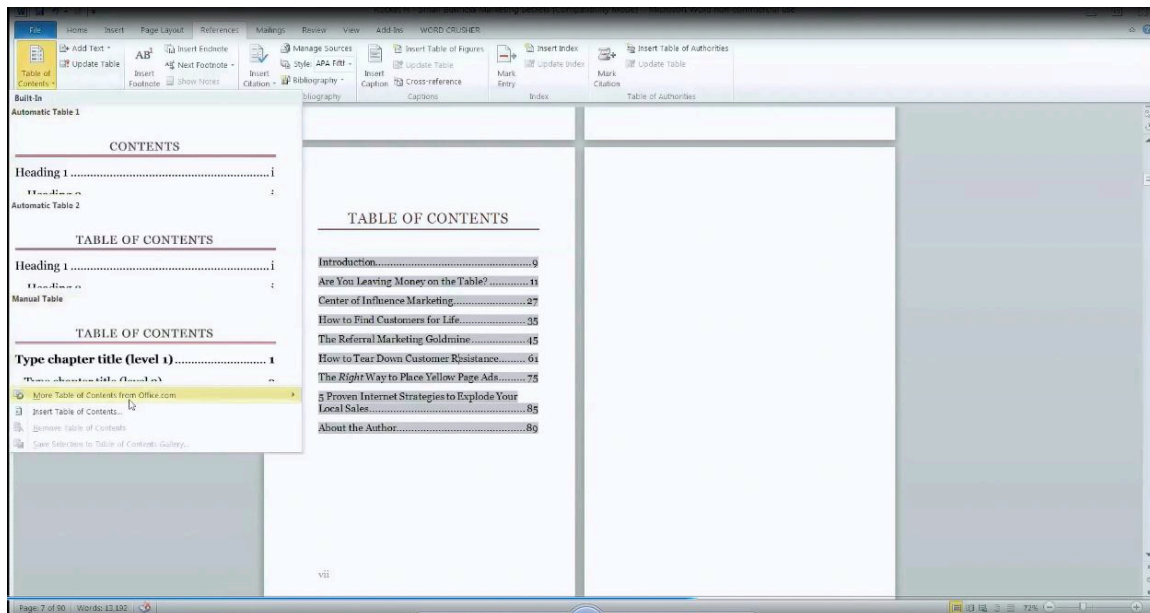 File Home Insert Page Layout References Mailings Review View Add-Ins WORD CRUSHER
Add Text
Update Table
Table of
Contents
AB¹
Insert
Footnote
Insert Endnote
Next Footnote
Show Notes
Insert
Citation
Manage Sources
Style: APA Fift
Bibliography
Insert
Caption
Insert Table of Figures
Update Table
Cross-reference
Captions
Mark
Entry
Insert Index
Update Index
Index
Mark
Citation
Insert Table of Authorities
Update Table
Table of Authorities
Built-In
Automatic Table 1
CONTENTS
Heading 1 ............ i
Automatic Table 2
TABLE OF CONTENTS
Heading 1 ............ i
Manual Table
TABLE OF CONTENTS
Type chapter title (level 1) ............ 1
Type chapter title (level 2)
More Table of Contents from Office.com
Insert Table of Contents...
Remove Table of Contents
Save Selection to Table of Contents Gallery...
TABLE OF CONTENTS
Introduction ............ 9
Are You Leaving Money on the Table? ............ 11
Center of Influence Marketing ............ 27
How to Find Customers for Life ............ 35
The Referral Marketing Goldmine ............ 45
How to Tear Down Customer Resistance ............ 61
The Right Way to Place Yellow Page Ads ............ 75
5 Proven Internet Strategies to Explode Your
Local Sales ............ 85
About the Author ............ 89
vii
Page: 7 of 90 Words: 13,192
72%